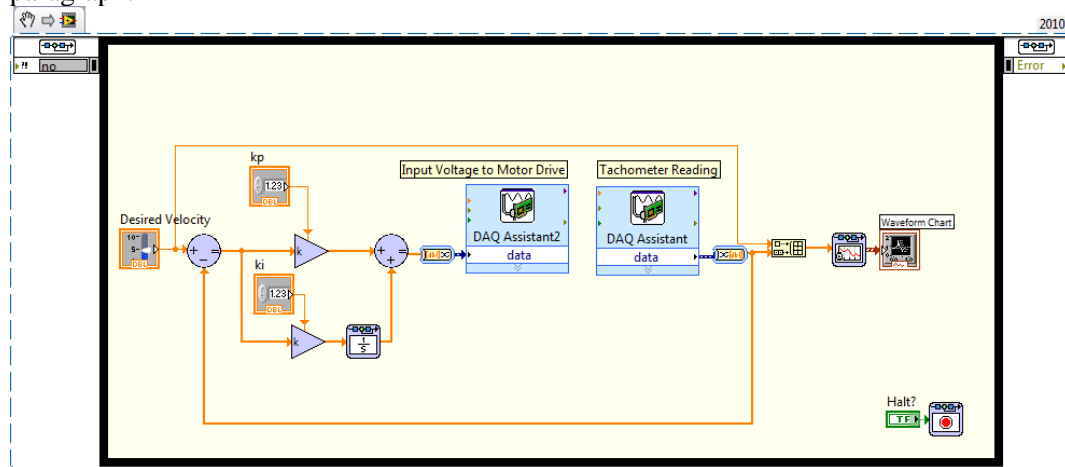 2010
no
Error
kp
1.23
DBL
Input Voltage to Motor Drive
Tachometer Reading
Desired Velocity
10-
5-
DBL
k
DAQ Assistant2
data
DAQ Assistant
data
Waveform Chart
ki
1.23
DBL
k
1
s
Halt?
TF